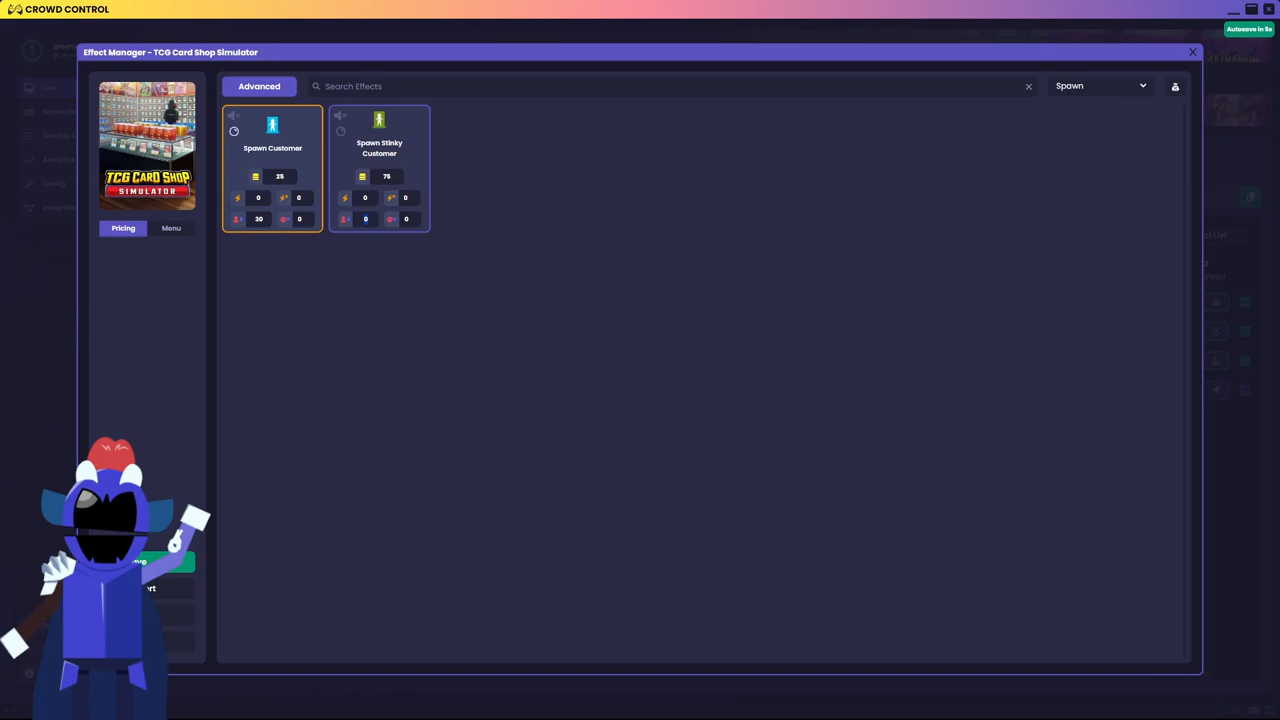 CROWD CONTROL
Autosave in 5s
Effect Manager - TCG Card Shop Simulator
Advanced
Search Effects
Spawn
TCG CARD SHOP
SIMULATOR
Pricing
Menu
Spawn Customer
25
0
0
30
0
Spawn Stinky
Customer
75
0
0
0
0